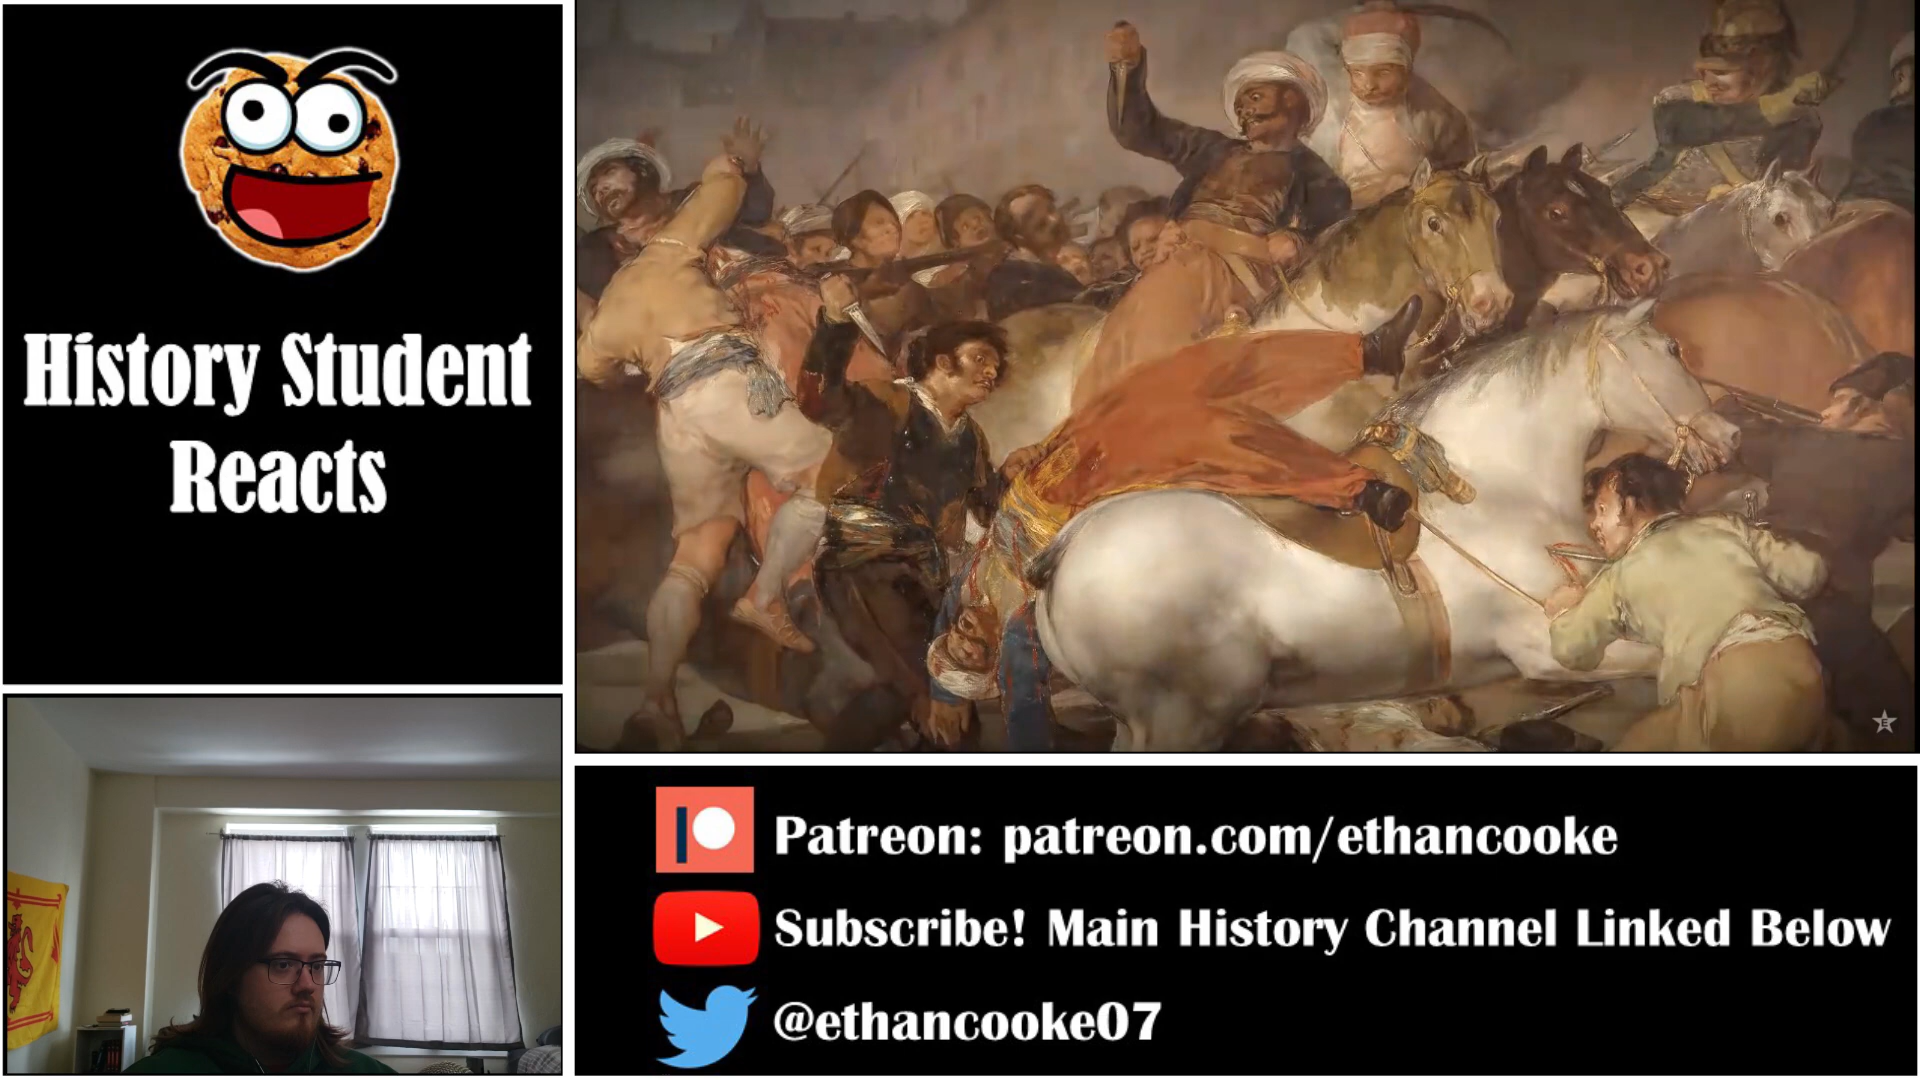 History Student
Reacts
E
Patreon: patreon.com/ethancooke
Subscribe! Main History Channel Linked Below
@ethancooke07